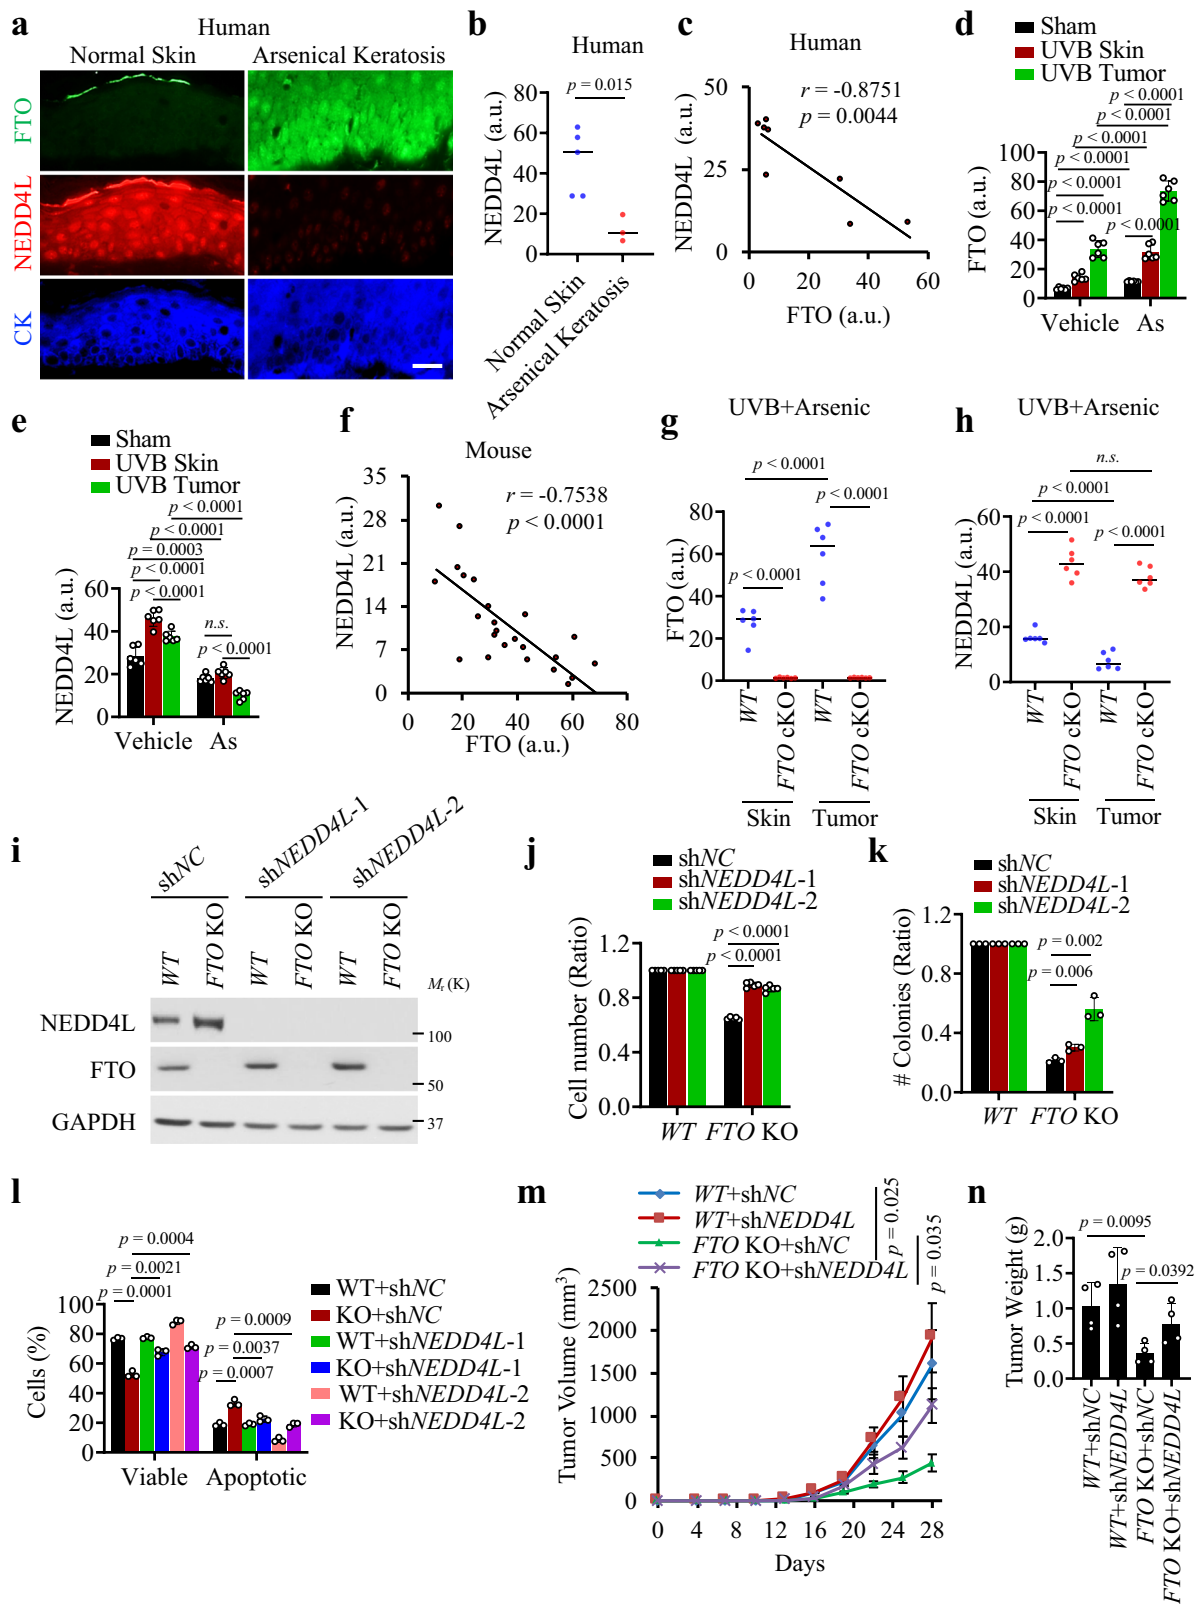 a
Human
Normal Skin
Arsenical Keratosis
FTO
NEDD4L
CK
b
Human
p = 0.015
NEDD4L (a.u.)
80
60
40
20
0
Normal Skin
Arsenical Keratosis
c
Human
r = -0.8751
p = 0.0044
NEDD4L (a.u.)
50
25
0
0 20 40 60
FTO (a.u.)
d
Sham
UVB Skin
UVB Tumor
p < 0.0001
p < 0.0001
p < 0.0001
p < 0.0001
p < 0.0001
p < 0.0001
p < 0.0001
FTO (a.u.)
100
80
60
40
20
0
Vehicle As
e
Sham
UVB Skin
UVB Tumor
p < 0.0001
p < 0.0001
p = 0.0003
p < 0.0001
p < 0.0001
n.s.
p < 0.0001
NEDD4L (a.u.)
60
40
20
0
Vehicle As
f
Mouse
r = -0.7538
p < 0.0001
NEDD4L (a.u.)
35
28
21
14
7
0
0 20 40 60 80
FTO (a.u.)
g
UVB+Arsenic
p < 0.0001
p < 0.0001
p < 0.0001
FTO (a.u.)
80
60
40
20
0
WT
FTO cKO
WT
FTO cKO
Skin Tumor
h
UVB+Arsenic
n.s.
p < 0.0001
p < 0.0001
p < 0.0001
NEDD4L (a.u.)
60
40
20
0
WT
FTO cKO
WT
FTO cKO
Skin Tumor
i
shNC
shNEDD4L-1
shNEDD4L-2
WT
FTO KO
WT
FTO KO
WT
FTO KO
Mr (K)
NEDD4L
100
FTO
50
GAPDH
37
j
shNC
shNEDD4L-1
shNEDD4L-2
p < 0.0001
p < 0.0001
Cell number (Ratio)
1.2
0.8
0.4
0.0
WT FTO KO
k
shNC
shNEDD4L-1
shNEDD4L-2
p = 0.002
p = 0.006
# Colonies (Ratio)
1.2
0.8
0.4
0.0
WT FTO KO
l
p = 0.0004
p = 0.0021
p = 0.0001
p = 0.0009
p = 0.0037
p = 0.0007
Cells (%)
100
80
60
40
20
0
Viable Apoptotic
WT+shNC
KO+shNC
WT+shNEDD4L-1
KO+shNEDD4L-1
WT+shNEDD4L-2
KO+shNEDD4L-2
m
WT+shNC
WT+shNEDD4L
FTO KO+shNC
FTO KO+shNEDD4L
p = 0.025
p = 0.035
Tumor Volume (mm³)
2500
2000
1500
1000
500
0
0 4 8 12 16 20 24 28
Days
n
p = 0.0095
p = 0.0392
Tumor Weight (g)
2.0
1.5
1.0
0.5
0.0
WT+shNC
WT+shNEDD4L
FTO KO+shNC
FTO KO+shNEDD4L